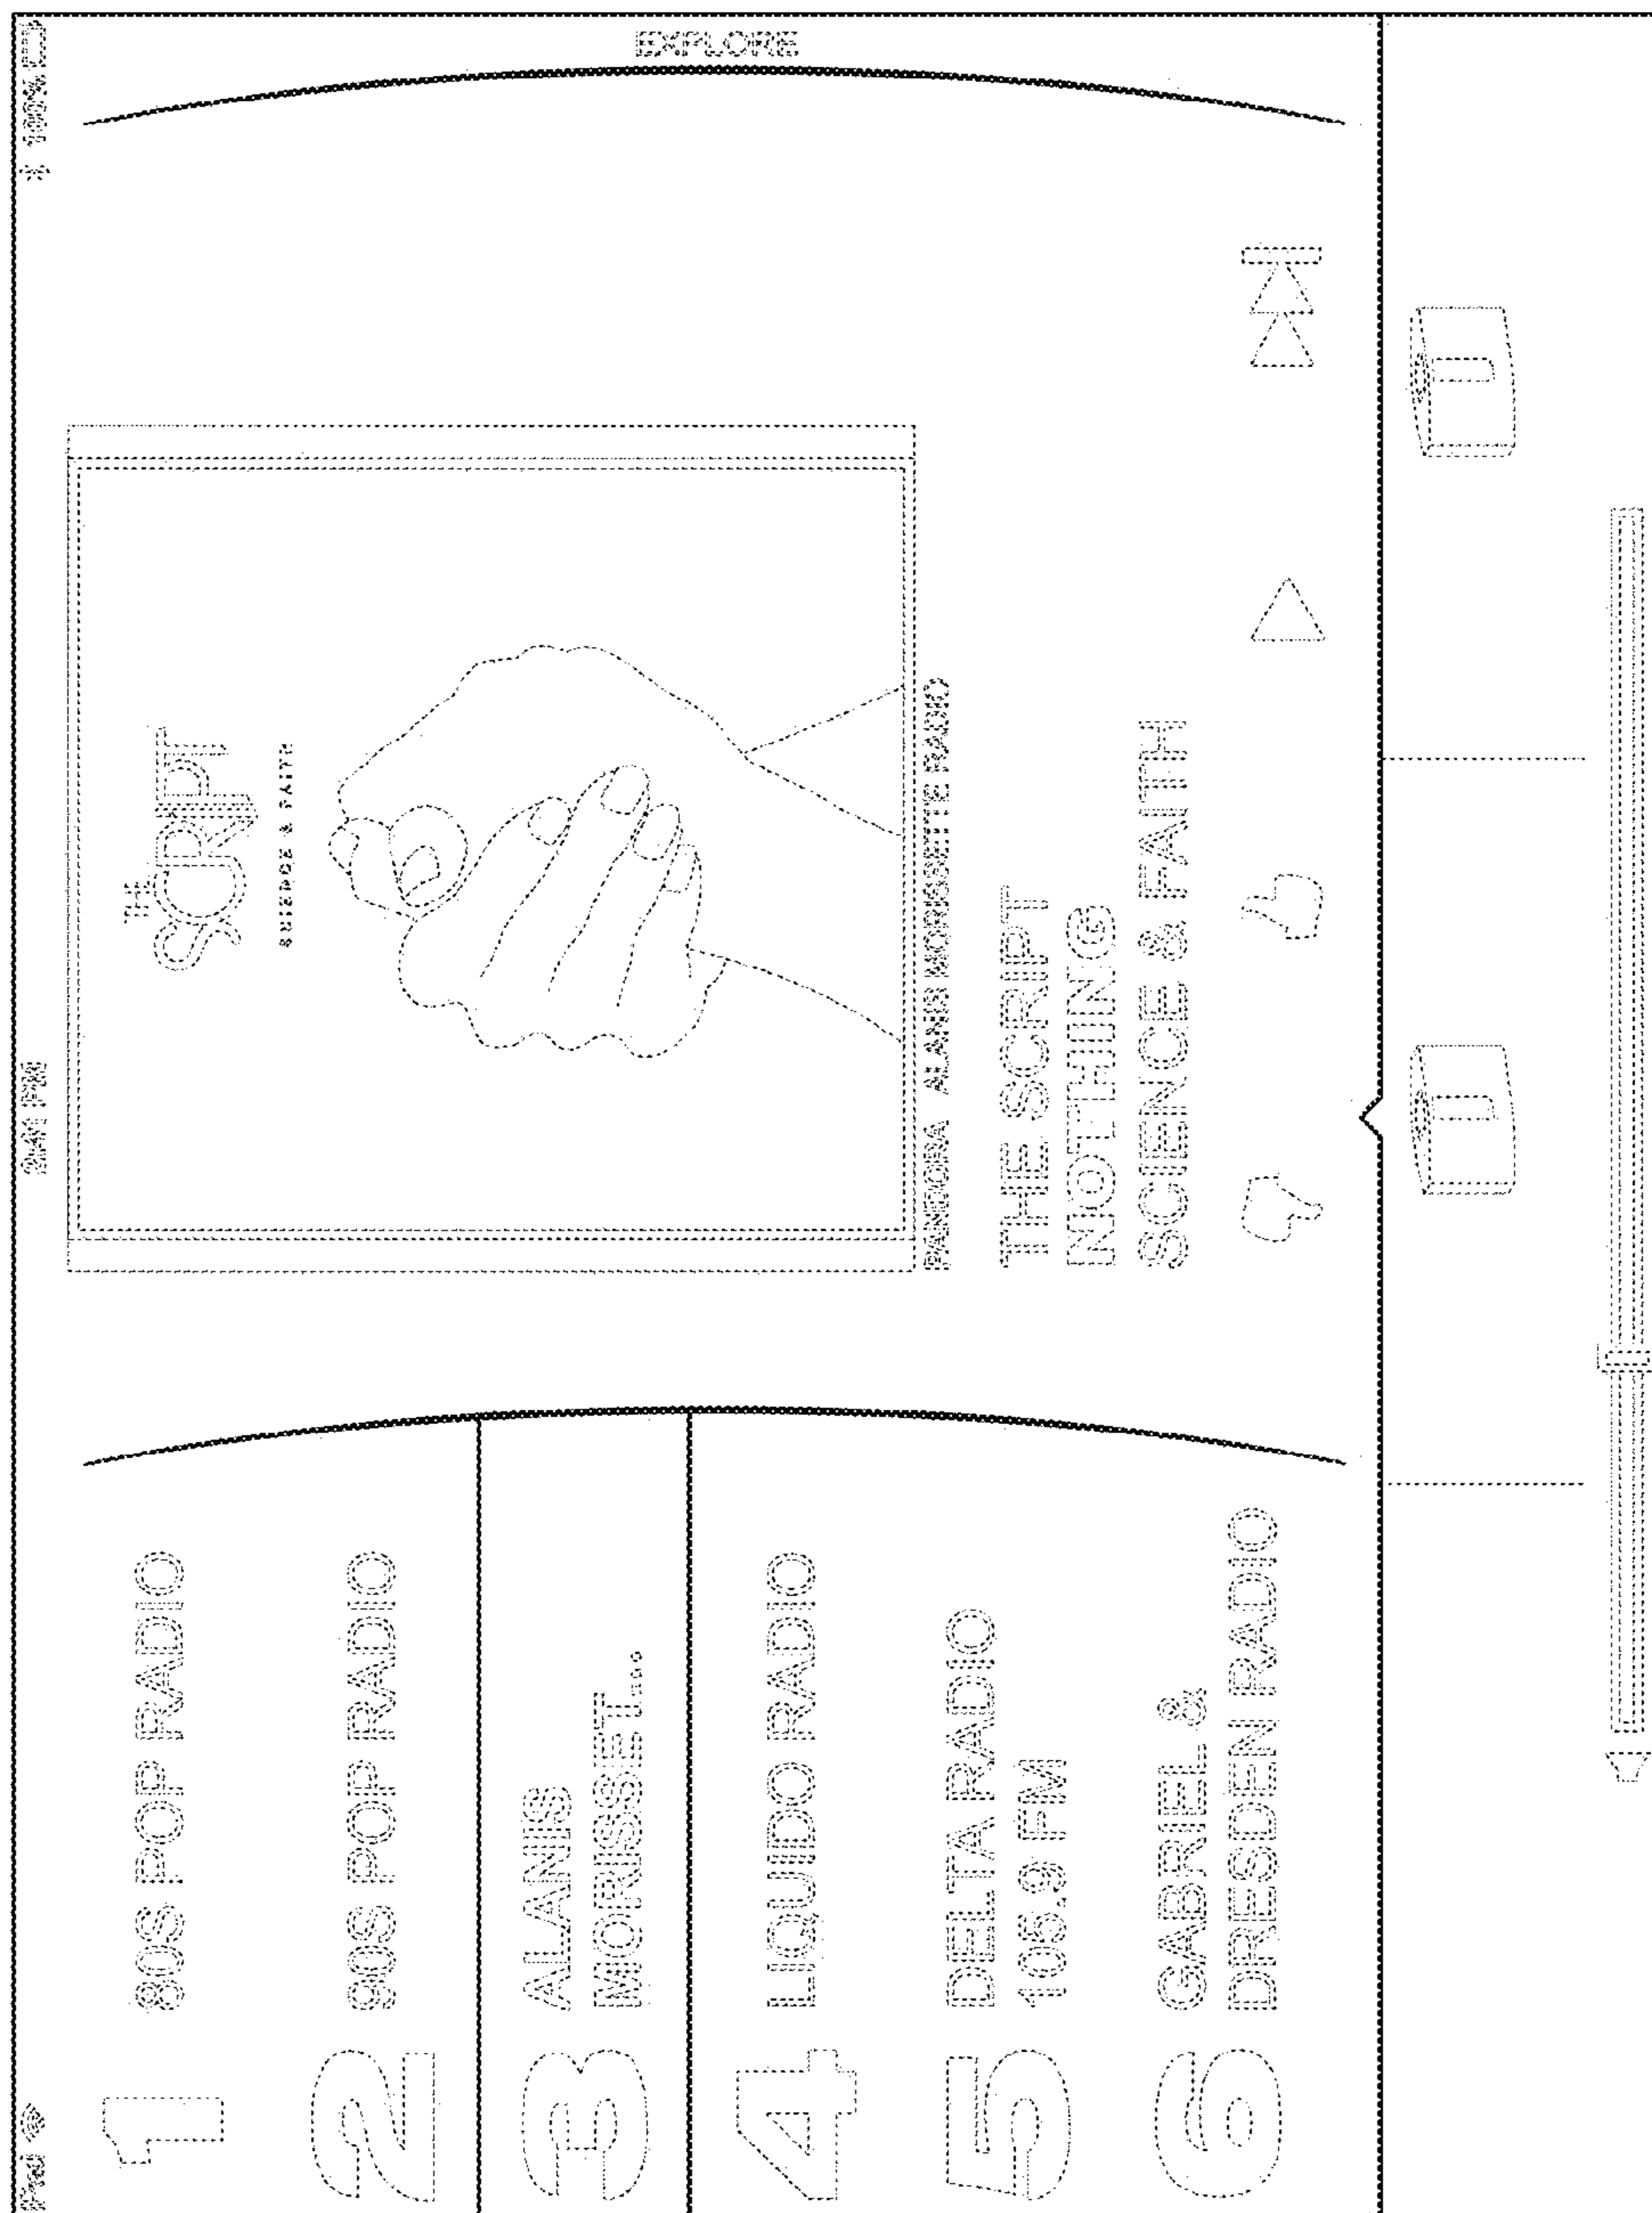 iPad
2:41 PM
100%
1
80S POP RADIO
2
90S POP RADIO
3
ALANIS
MORISSET...
4
LIQUIDO RADIO
5
DELTA RADIO
105.9 FM
6
GABRIEL &
DRESDEN RADIO
THE
SCRIPT
SCIENCE & FAITH
PANDORA ALANIS MORISSETTE RADIO
THE SCRIPT
NOTHING
SCIENCE & FAITH
EXPLORE